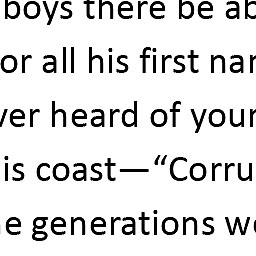 boys there be ab
or all his first nar
ver heard of your
is coast—“Corru
e generations w